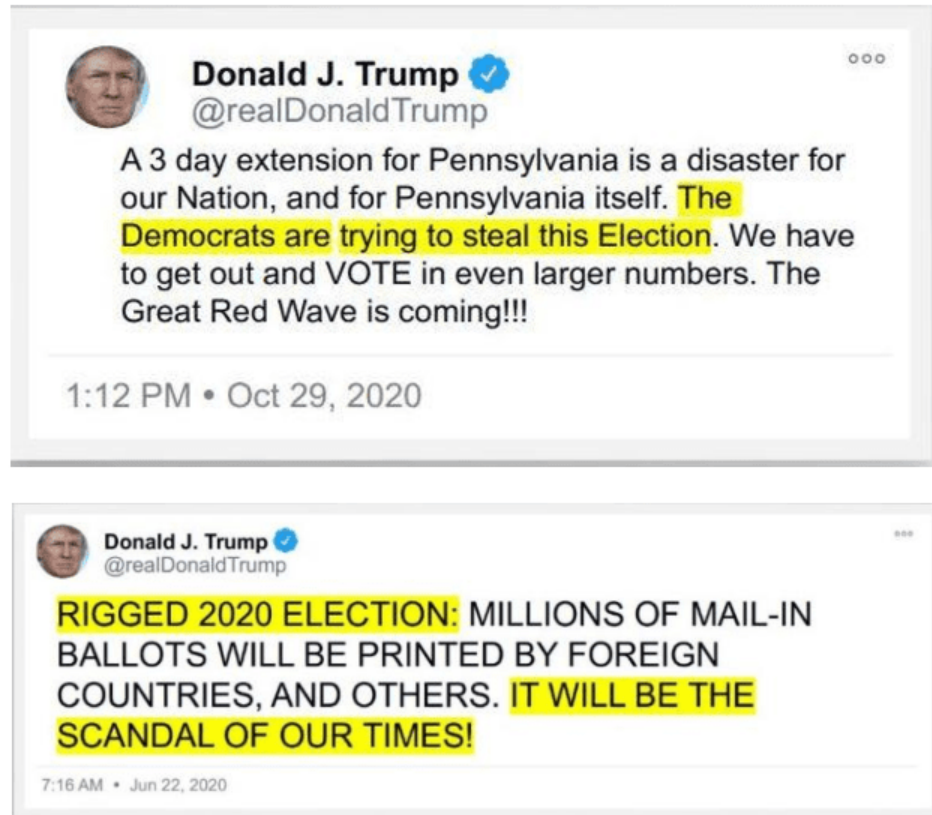 Donald J. Trump
@realDonaldTrump
A 3 day extension for Pennsylvania is a disaster for
our Nation, and for Pennsylvania itself. The
Democrats are trying to steal this Election. We have
to get out and VOTE in even larger numbers. The
Great Red Wave is coming!!!
1:12 PM • Oct 29, 2020
Donald J. Trump
@realDonaldTrump
RIGGED 2020 ELECTION: MILLIONS OF MAIL-IN
BALLOTS WILL BE PRINTED BY FOREIGN
COUNTRIES, AND OTHERS. IT WILL BE THE
SCANDAL OF OUR TIMES!
7:16 AM • Jun 22, 2020